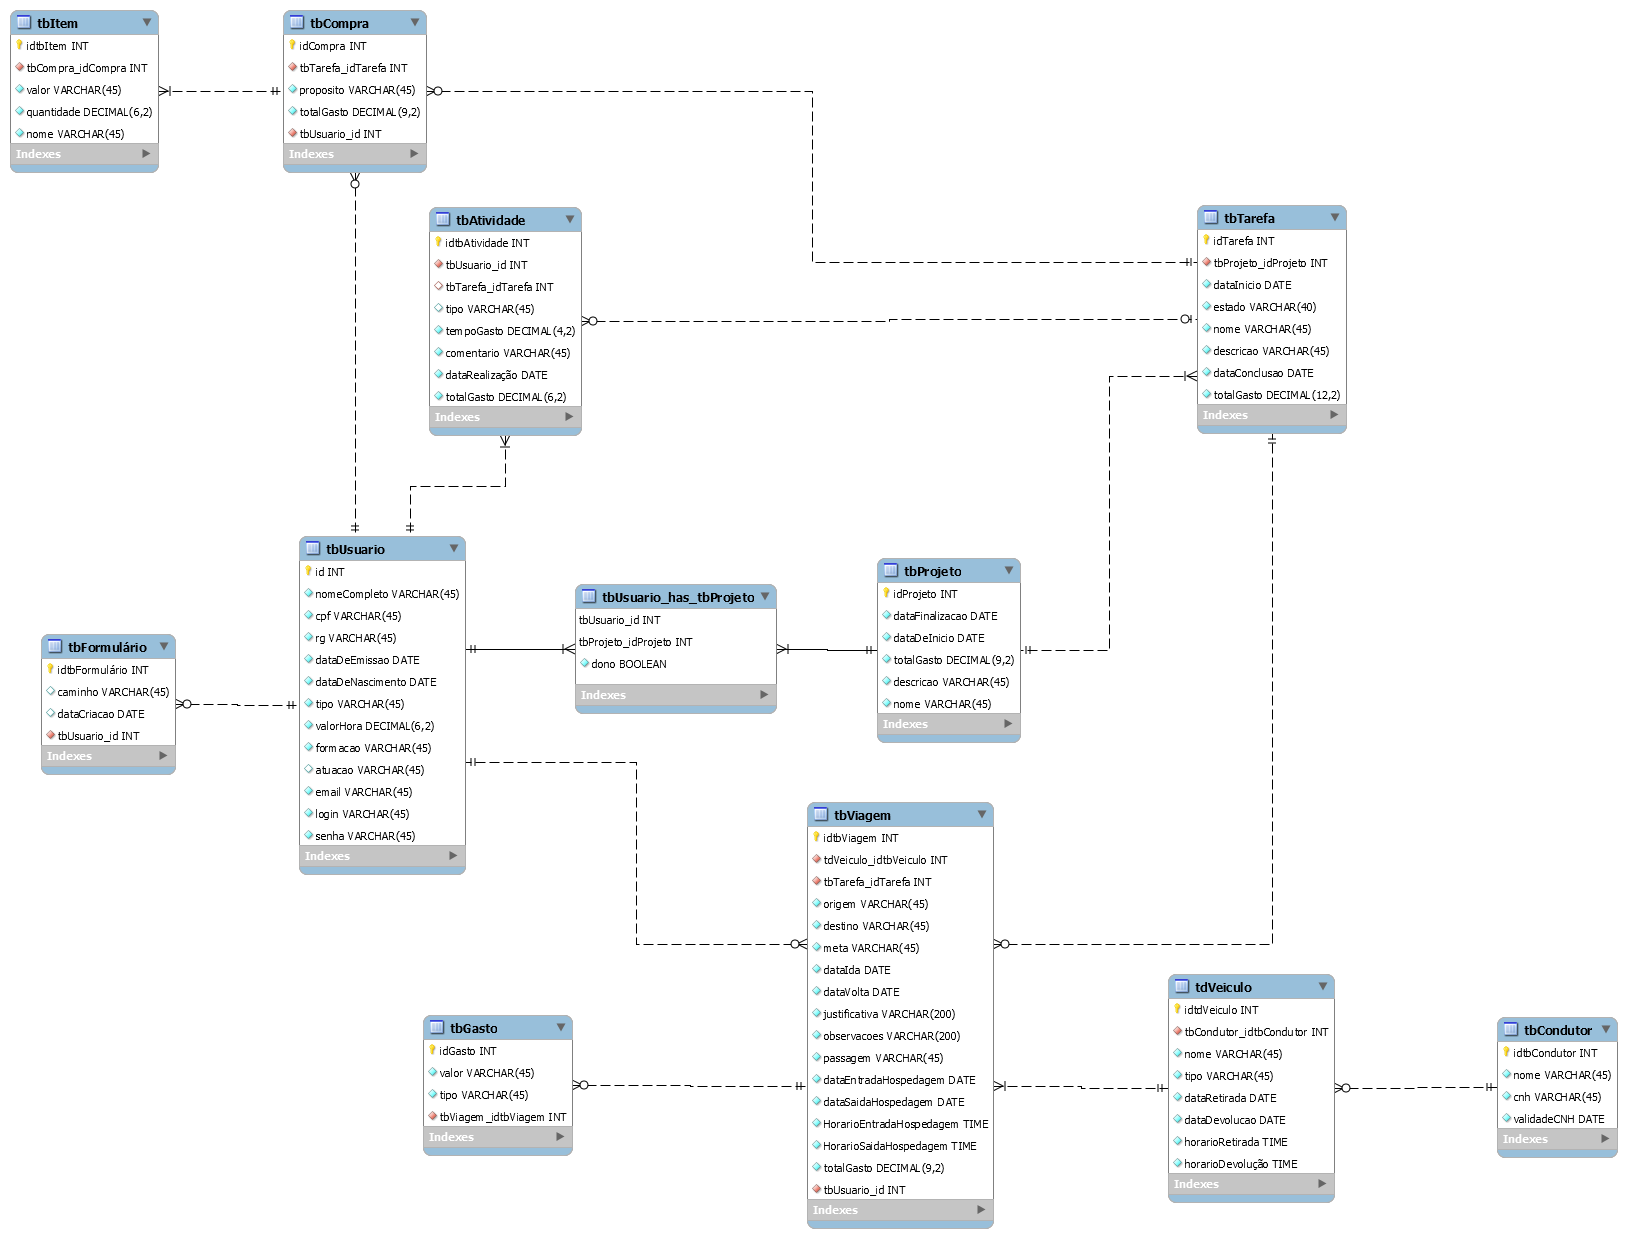 tbItem
idtbItem INT
tbCompra_idCompra INT
valor VARCHAR(45)
quantidade DECIMAL(6,2)
nome VARCHAR(45)
Indexes
tbCompra
idCompra INT
tbTarefa_idTarefa INT
proposito VARCHAR(45)
totalGasto DECIMAL(9,2)
tbUsuario_id INT
Indexes
tbAtividade
idtbAtividade INT
tbUsuario_id INT
tbTarefa_idTarefa INT
tipo VARCHAR(45)
tempoGasto DECIMAL(4,2)
comentario VARCHAR(45)
dataRealização DATE
totalGasto DECIMAL(6,2)
Indexes
tbTarefa
idTarefa INT
tbProjeto_idProjeto INT
dataInicio DATE
estado VARCHAR(40)
nome VARCHAR(45)
descricao VARCHAR(45)
dataConclusao DATE
totalGasto DECIMAL(12,2)
Indexes
tbFormulário
idtbFormulário INT
caminho VARCHAR(45)
dataCriacao DATE
tbUsuario_id INT
Indexes
tbUsuario
id INT
nomeCompleto VARCHAR(45)
cpf VARCHAR(45)
rg VARCHAR(45)
dataDeEmissao DATE
dataDeNascimento DATE
tipo VARCHAR(45)
valorHora DECIMAL(6,2)
formacao VARCHAR(45)
atuacao VARCHAR(45)
email VARCHAR(45)
login VARCHAR(45)
senha VARCHAR(45)
Indexes
tbUsuario_has_tbProjeto
tbUsuario_id INT
tbProjeto_idProjeto INT
dono BOOLEAN
Indexes
tbProjeto
idProjeto INT
dataFinalizacao DATE
dataDeInicio DATE
totalGasto DECIMAL(9,2)
descricao VARCHAR(45)
nome VARCHAR(45)
Indexes
tbGasto
idGasto INT
valor VARCHAR(45)
tipo VARCHAR(45)
tbViagem_idtbViagem INT
Indexes
tbViagem
idtbViagem INT
tdVeiculo_idtbVeiculo INT
tbTarefa_idTarefa INT
origem VARCHAR(45)
destino VARCHAR(45)
meta VARCHAR(45)
dataIda DATE
dataVolta DATE
justificativa VARCHAR(200)
observacoes VARCHAR(200)
passagem VARCHAR(45)
dataEntradaHospedagem DATE
dataSaidaHospedagem DATE
HorarioEntradaHospedagem TIME
HorarioSaidaHospedagem TIME
totalGasto DECIMAL(9,2)
tbUsuario_id INT
Indexes
tdVeiculo
idtdVeiculo INT
tbCondutor_idtbCondutor INT
nome VARCHAR(45)
tipo VARCHAR(45)
dataRetirada DATE
dataDevolucao DATE
horarioRetirada TIME
horarioDevolução TIME
Indexes
tbCondutor
idtbCondutor INT
nome VARCHAR(45)
cnh VARCHAR(45)
validadeCNH DATE
Indexes